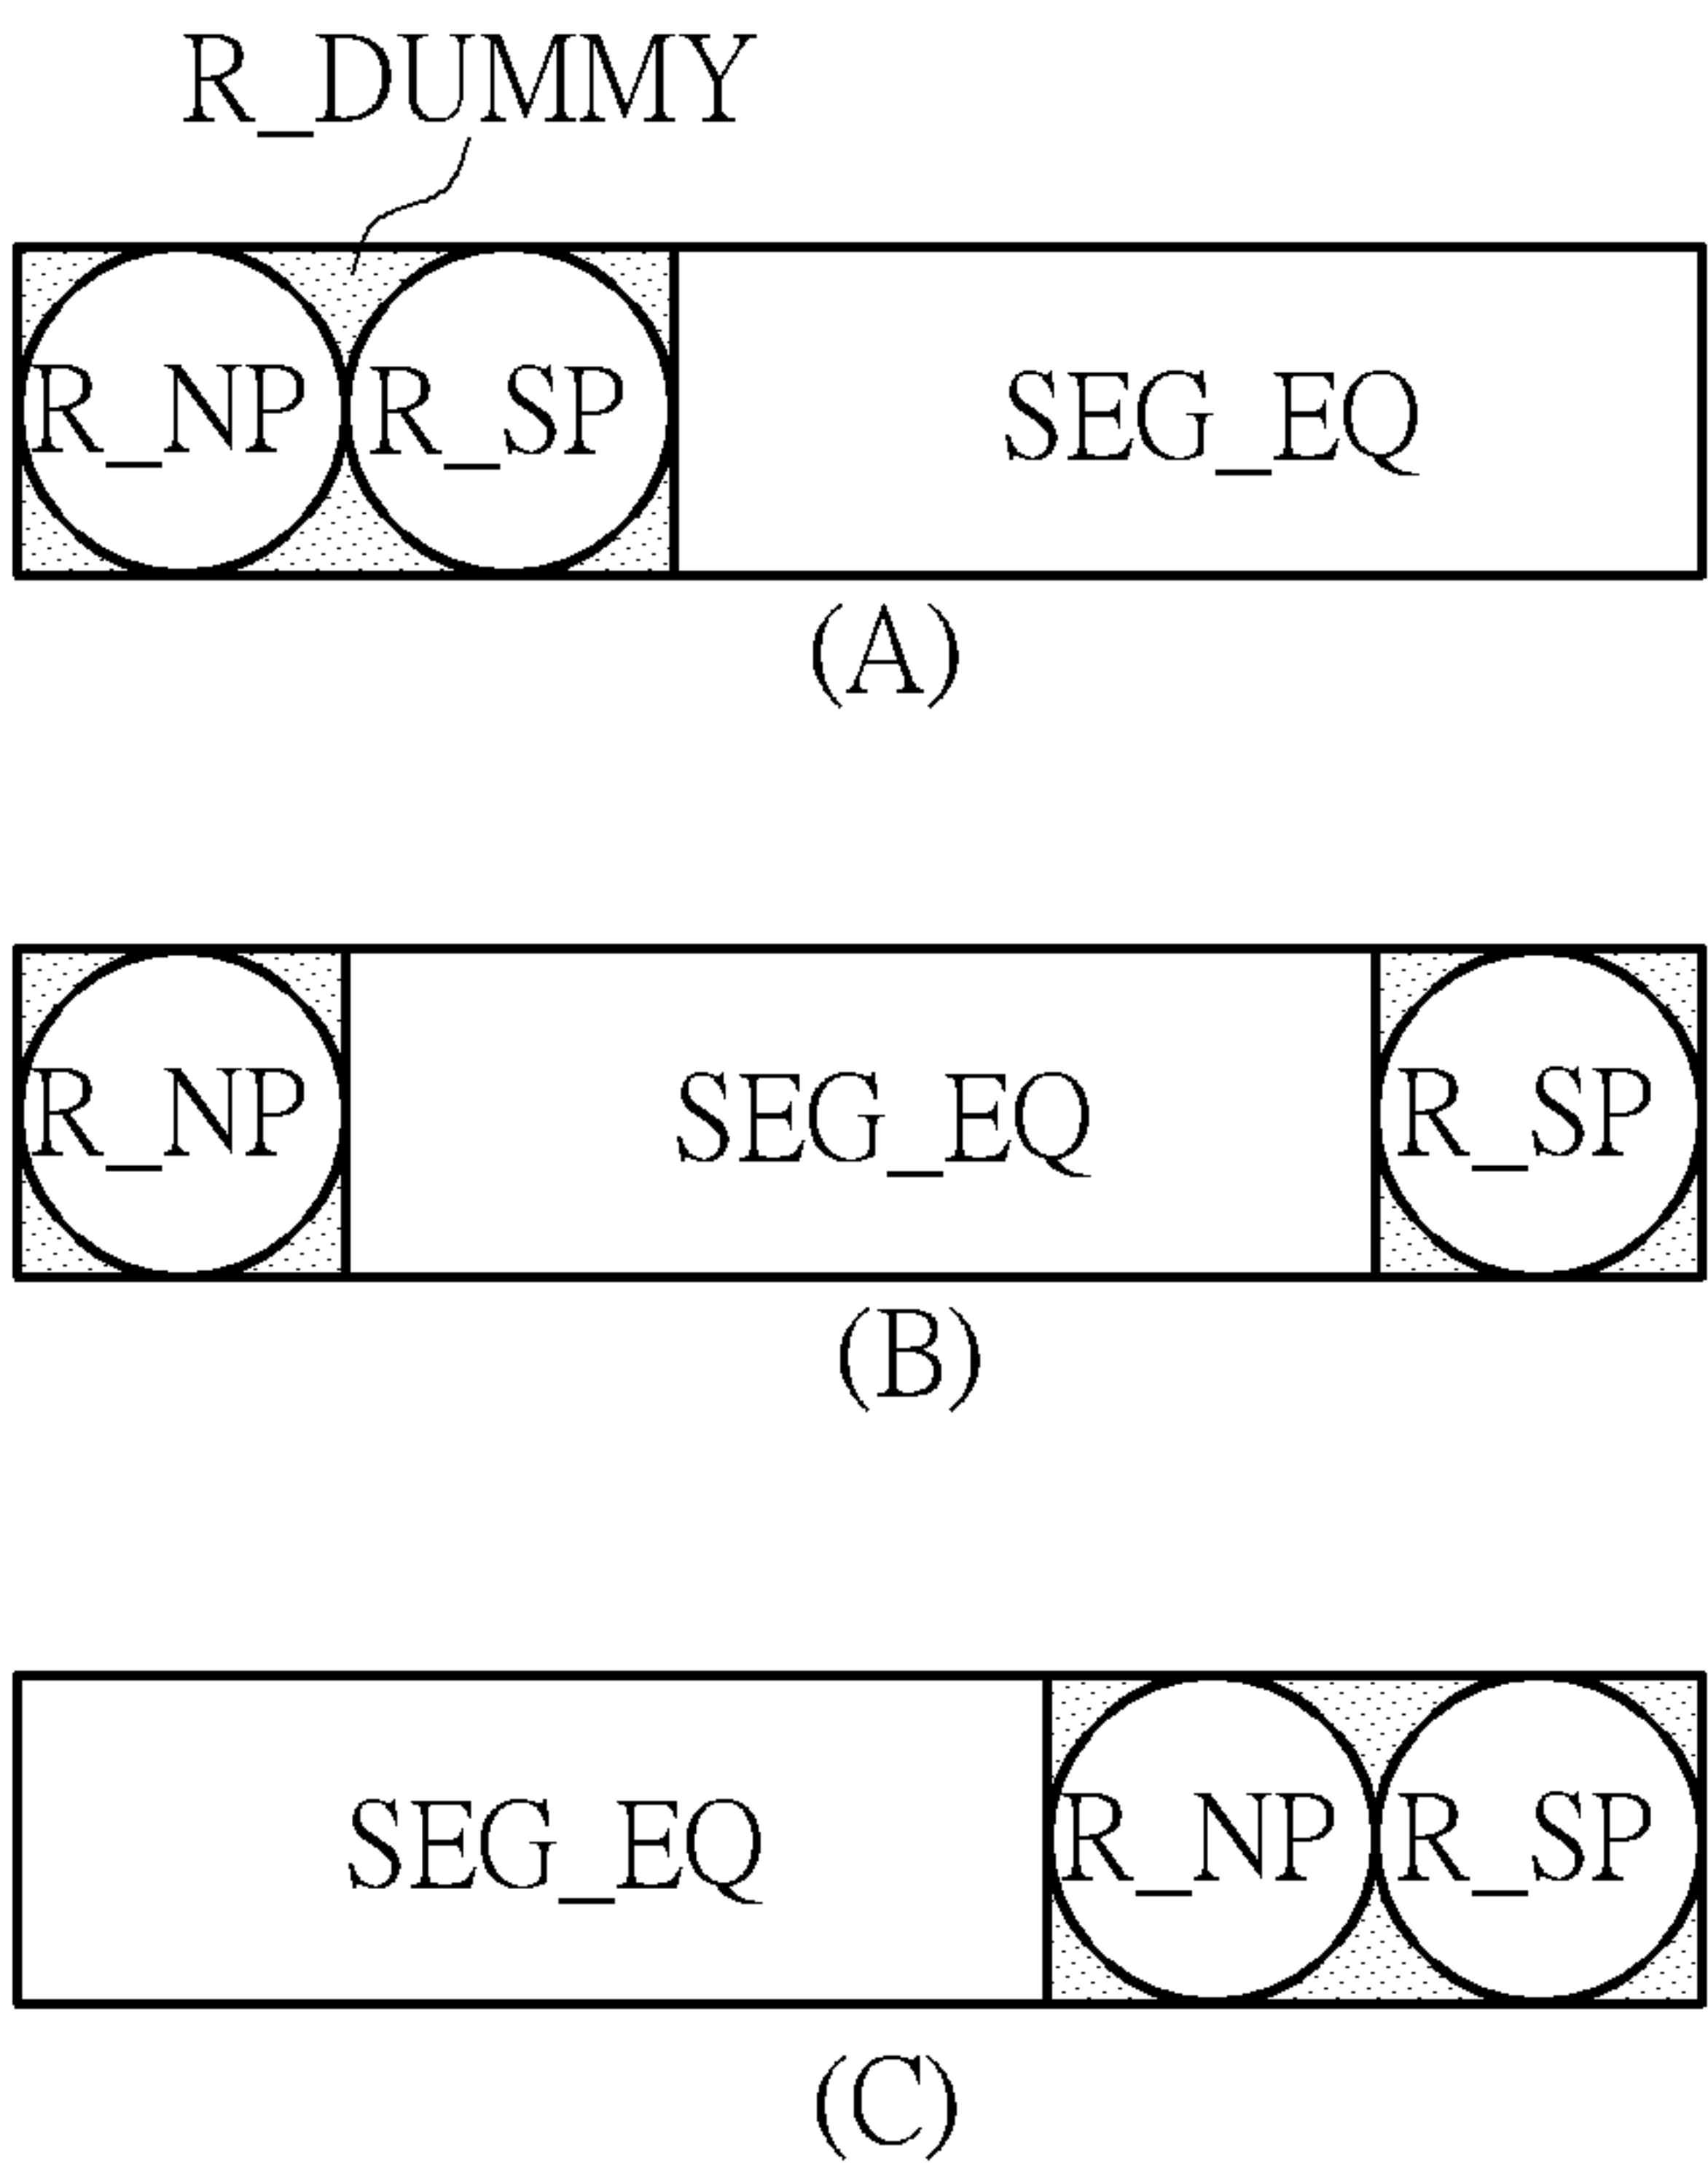 R_DUMMY
R_NP R_SP SEG_EQ
(A)
R_NP SEG_EQ R_SP
(B)
SEG_EQ R_NP R_SP
(C)